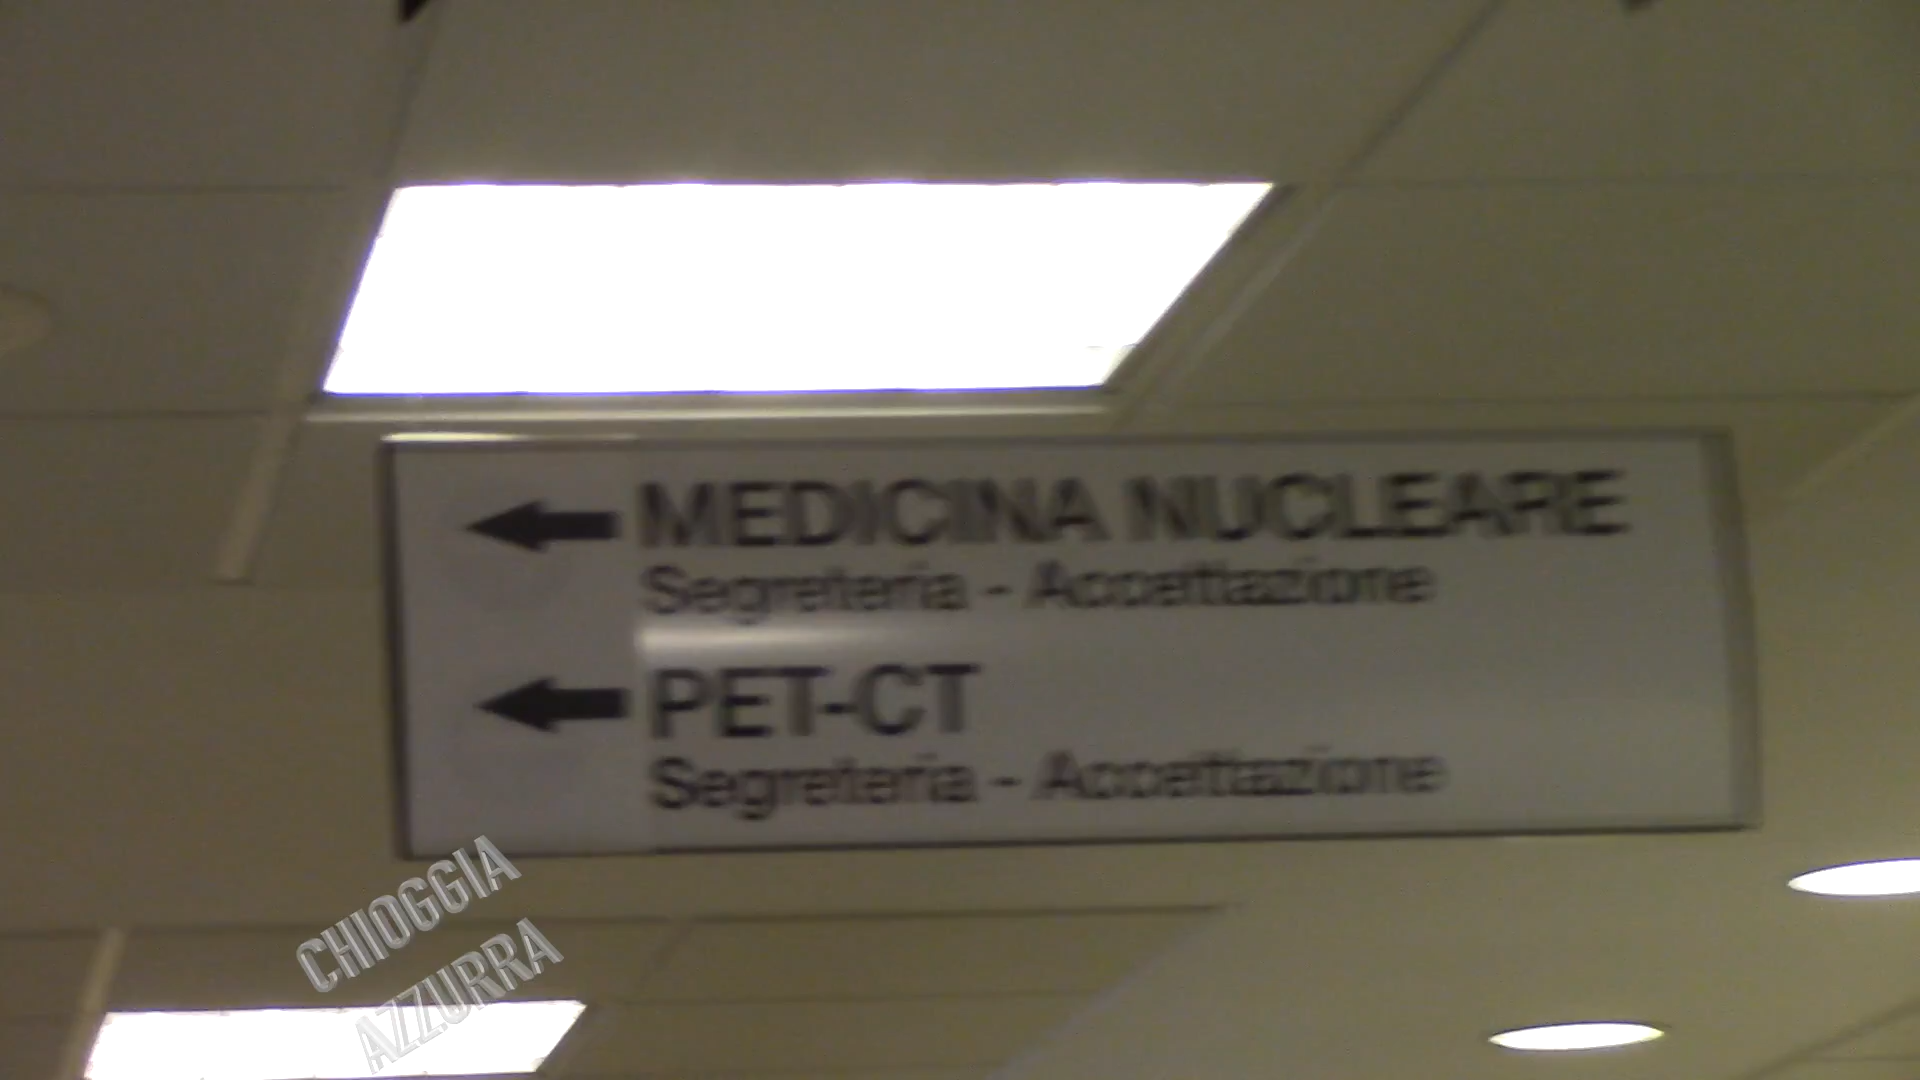 MEDICINA NUCLEARE
Segreteria - Accettazione
PET-CT
Segreteria - Accettazione
CHIOGGIA
AZZURRA